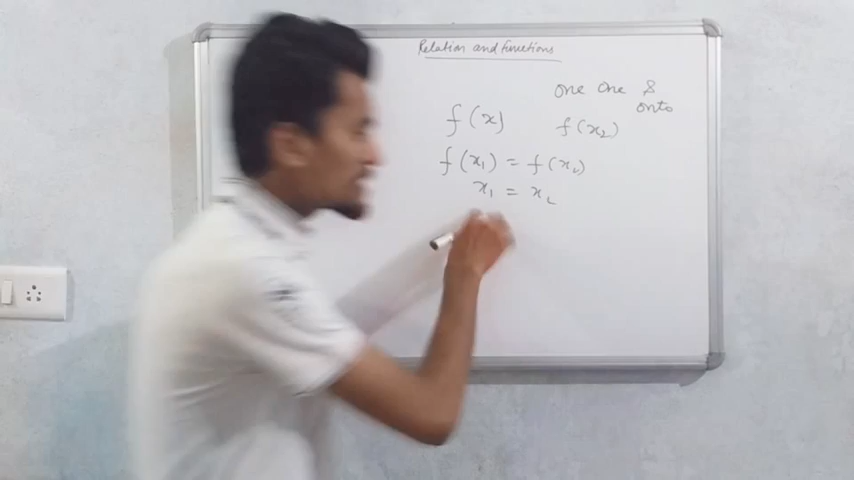 Relation and functions
one one &
onto
f(x)
f(x₂)
f(x₁) = f(x₂)
x₁ = x₂